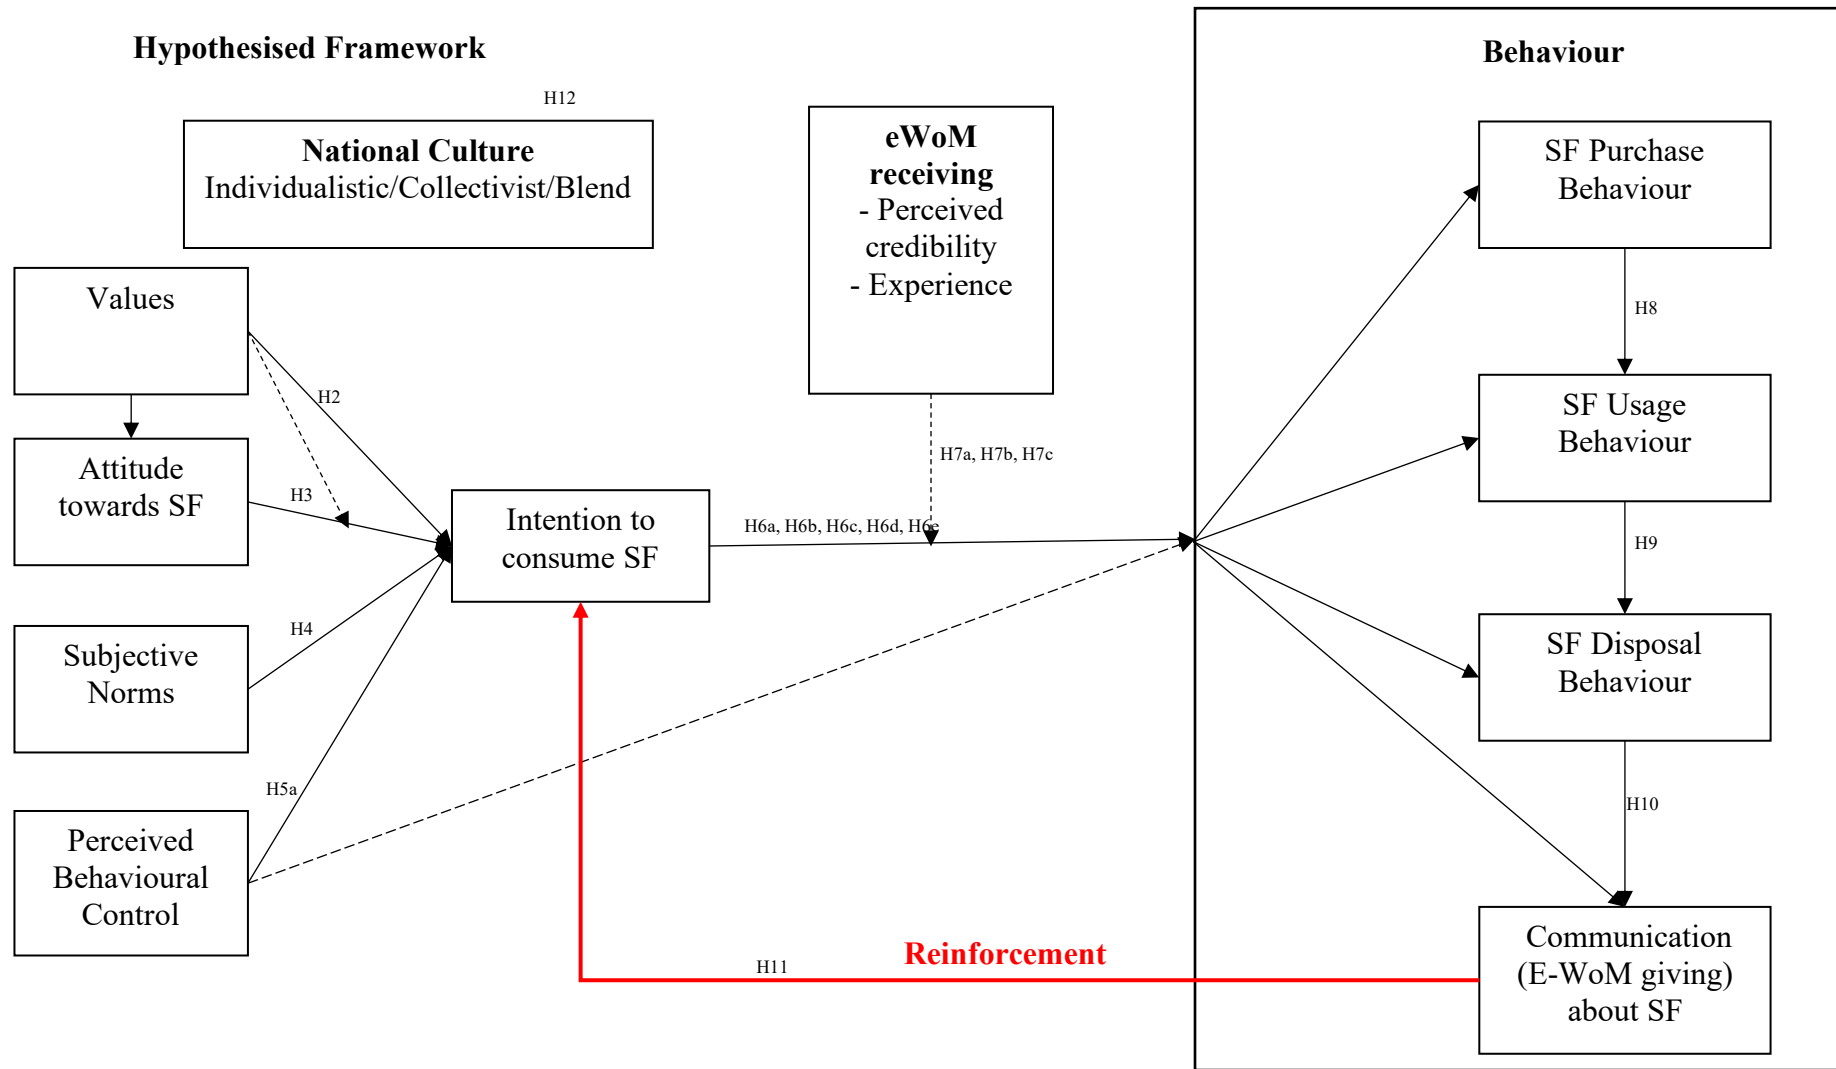 Hypothesised Framework
Behaviour
H12
National Culture
Individualistic/Collectivist/Blend
eWoM
receiving
- Perceived
credibility
- Experience
SF Purchase
Behaviour
Values
H8
H2
SF Usage
Behaviour
Attitude
towards SF
H3
H7a, H7b, H7c
Intention to
consume SF
H6a, H6b, H6c, H6d, H6e
H9
Subjective
Norms
H4
SF Disposal
Behaviour
H5a
H10
Perceived
Behavioural
Control
Reinforcement
H11
Communication
(E-WoM giving)
about SF